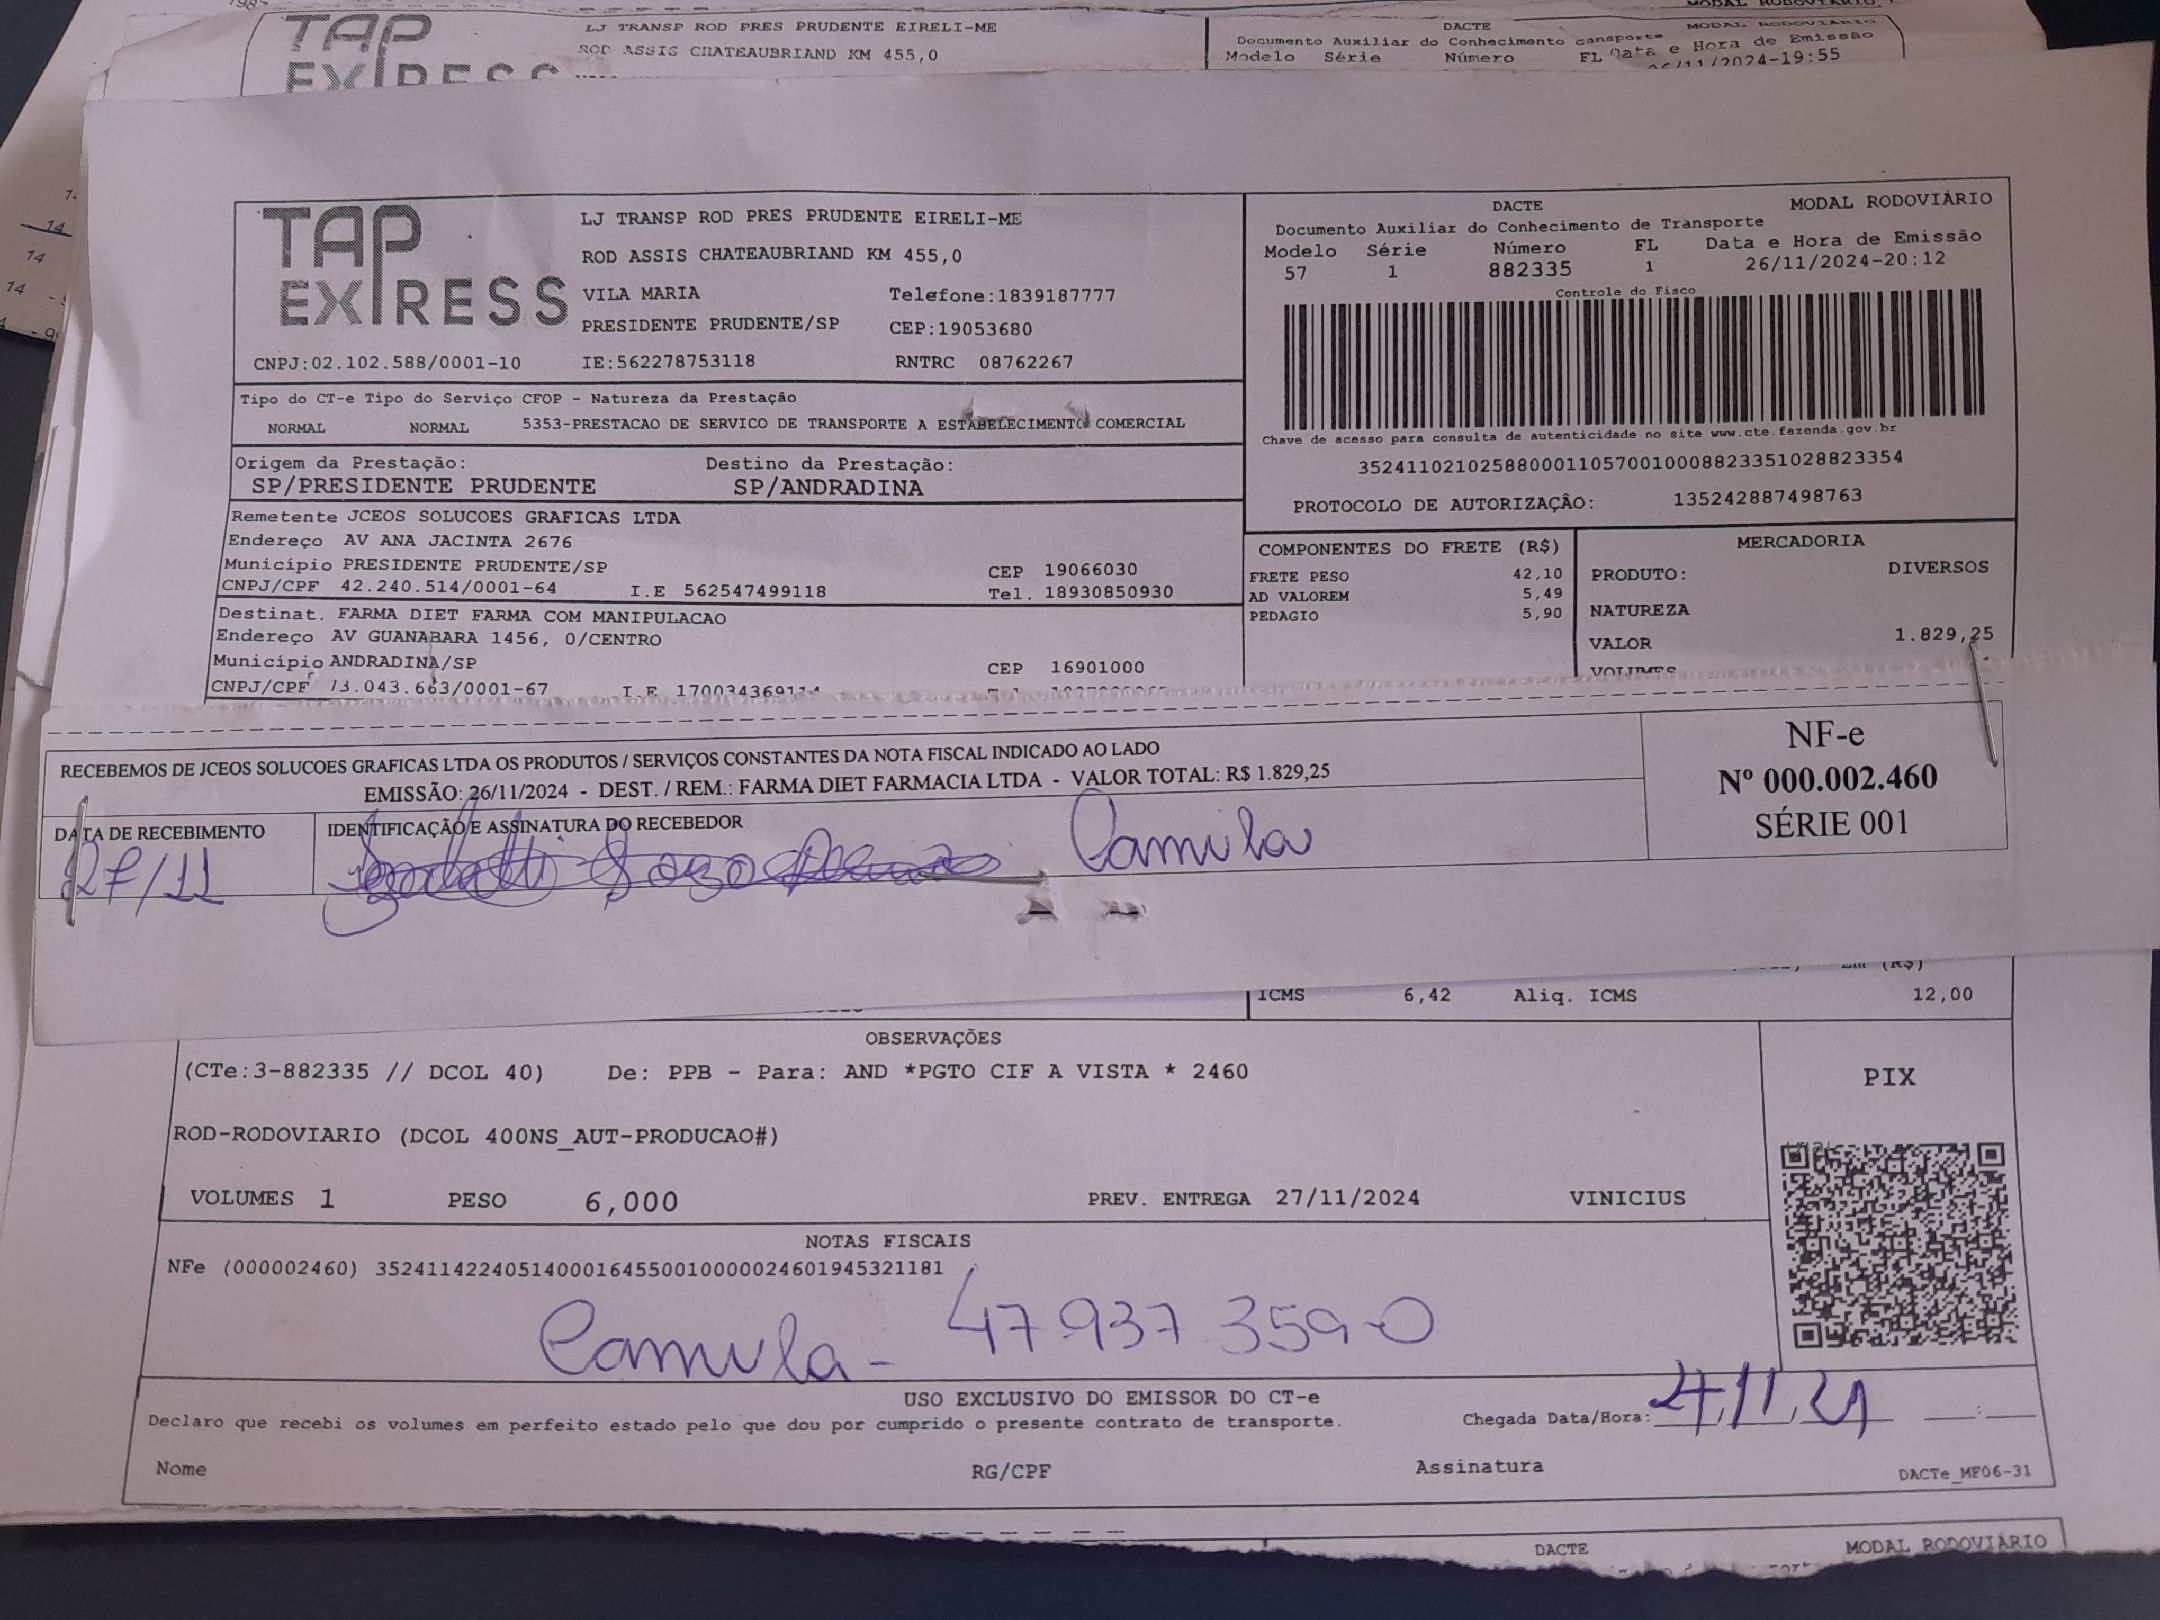 TAP EXPRESS
LJ TRANSP ROD PRES PRUDENTE EIRELI-ME
ROD ASSIS CHATEAUBRIAND KM 455,0
DACTE MODAL RODOVIÁRIO
Documento Auxiliar do Conhecimento
Modelo Série Número FL Data e Hora de Emissão
/11/2024-19:55
TAP EXPRESS
LJ TRANSP ROD PRES PRUDENTE EIRELI-ME
ROD ASSIS CHATEAUBRIAND KM 455,0
VILA MARIA Telefone:1839187777
PRESIDENTE PRUDENTE/SP CEP:19053680
CNPJ:02.102.588/0001-10 IE:562278753118 RNTRC 08762267
DACTE MODAL RODOVIÁRIO
Documento Auxiliar do Conhecimento de Transporte
Modelo Série Número FL Data e Hora de Emissão
57 1 882335 1 26/11/2024-20:12
Controle do Fisco
Chave de acesso para consulta de autenticidade no site www.cte.fazenda.gov.br
35241102102588000110570010008823351028823354
PROTOCOLO DE AUTORIZAÇÃO: 135242887498763
Tipo do CT-e Tipo do Serviço CFOP - Natureza da Prestação
NORMAL NORMAL 5353-PRESTACAO DE SERVICO DE TRANSPORTE A ESTABELECIMENTO COMERCIAL
Origem da Prestação: Destino da Prestação:
SP/PRESIDENTE PRUDENTE SP/ANDRADINA
Remetente JCEOS SOLUCOES GRAFICAS LTDA
Endereço AV ANA JACINTA 2676
Município PRESIDENTE PRUDENTE/SP CEP 19066030
CNPJ/CPF 42.240.514/0001-64 I.E 562547499118 Tel. 18930850930
Destinat. FARMA DIET FARMA COM MANIPULACAO
Endereço AV GUANABARA 1456, 0/CENTRO
Município ANDRADINA/SP CEP 16901000
CNPJ/CPF 73.043.663/0001-67 I.E
COMPONENTES DO FRETE (R$)
FRETE PESO 42,10
AD VALOREM 5,49
PEDAGIO 5,90
MERCADORIA
PRODUTO: DIVERSOS
NATUREZA
VALOR 1.829,25
VOLUMES
RECEBEMOS DE JCEOS SOLUCOES GRAFICAS LTDA OS PRODUTOS / SERVIÇOS CONSTANTES DA NOTA FISCAL INDICADO AO LADO
EMISSÃO: 26/11/2024 - DEST. / REM.: FARMA DIET FARMACIA LTDA - VALOR TOTAL: R$ 1.829,25
DATA DE RECEBIMENTO IDENTIFICAÇÃO E ASSINATURA DO RECEBEDOR
27/11 Camila
NF-e
Nº 000.002.460
SÉRIE 001
ICMS 6,42 Aliq. ICMS 12,00
OBSERVAÇÕES
(CTe:3-882335 // DCOL 40) De: PPB - Para: AND *PGTO CIF A VISTA * 2460
ROD-RODOVIARIO (DCOL 400NS_AUT-PRODUCAO#)
VOLUMES 1 PESO 6,000 PREV. ENTREGA 27/11/2024 VINICIUS
PIX
NOTAS FISCAIS
NFe (000002460) 35241142240514000164550010000024601945321181
Camila - 47 937 359-0
USO EXCLUSIVO DO EMISSOR DO CT-e
Declaro que recebi os volumes em perfeito estado pelo que dou por cumprido o presente contrato de transporte.
Chegada Data/Hora:
Nome RG/CPF Assinatura DACTe_MF06-31
DACTE MODAL RODOVIÁRIO